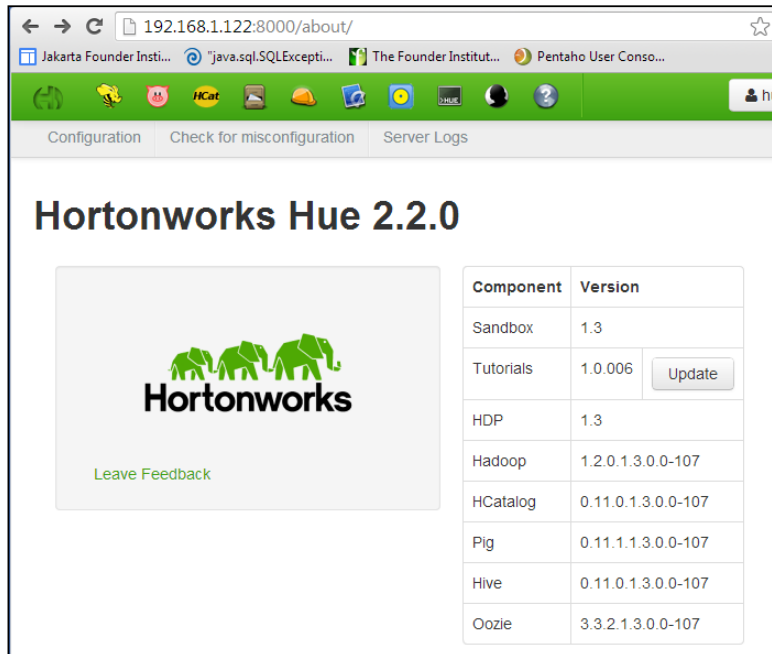 192.168.1.122:8000/about/
Jakarta Founder Insti... "java.sql.SQLExcepti... The Founder Institut... Pentaho User Conso...
HCat >HUE ? hu
Configuration Check for misconfiguration Server Logs
Hortonworks Hue 2.2.0
Hortonworks
Leave Feedback
Component Version
Sandbox 1.3
Tutorials 1.0.006 Update
HDP 1.3
Hadoop 1.2.0.1.3.0.0-107
HCatalog 0.11.0.1.3.0.0-107
Pig 0.11.1.1.3.0.0-107
Hive 0.11.0.1.3.0.0-107
Oozie 3.3.2.1.3.0.0-107